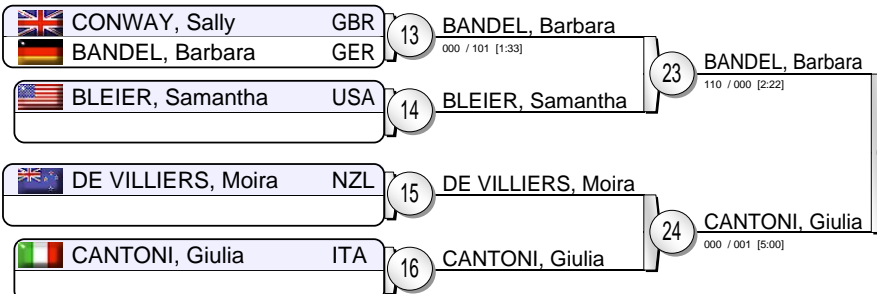 CONWAY, Sally GBR
BANDEL, Barbara GER
13
BANDEL, Barbara
000 / 101 [1:33]
BLEIER, Samantha USA
14
BLEIER, Samantha
23
BANDEL, Barbara
110 / 000 [2:22]
DE VILLIERS, Moira NZL
15
DE VILLIERS, Moira
CANTONI, Giulia ITA
16
CANTONI, Giulia
24
CANTONI, Giulia
000 / 001 [5:00]